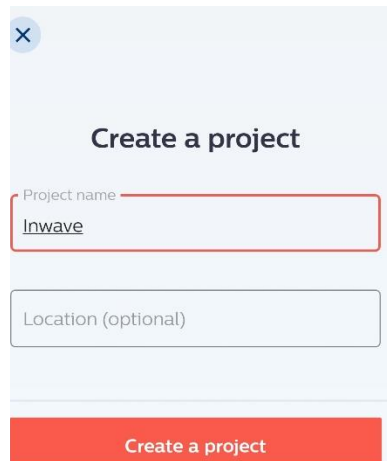 Create a project
Project name
Inwave
Location (optional)
Create a project